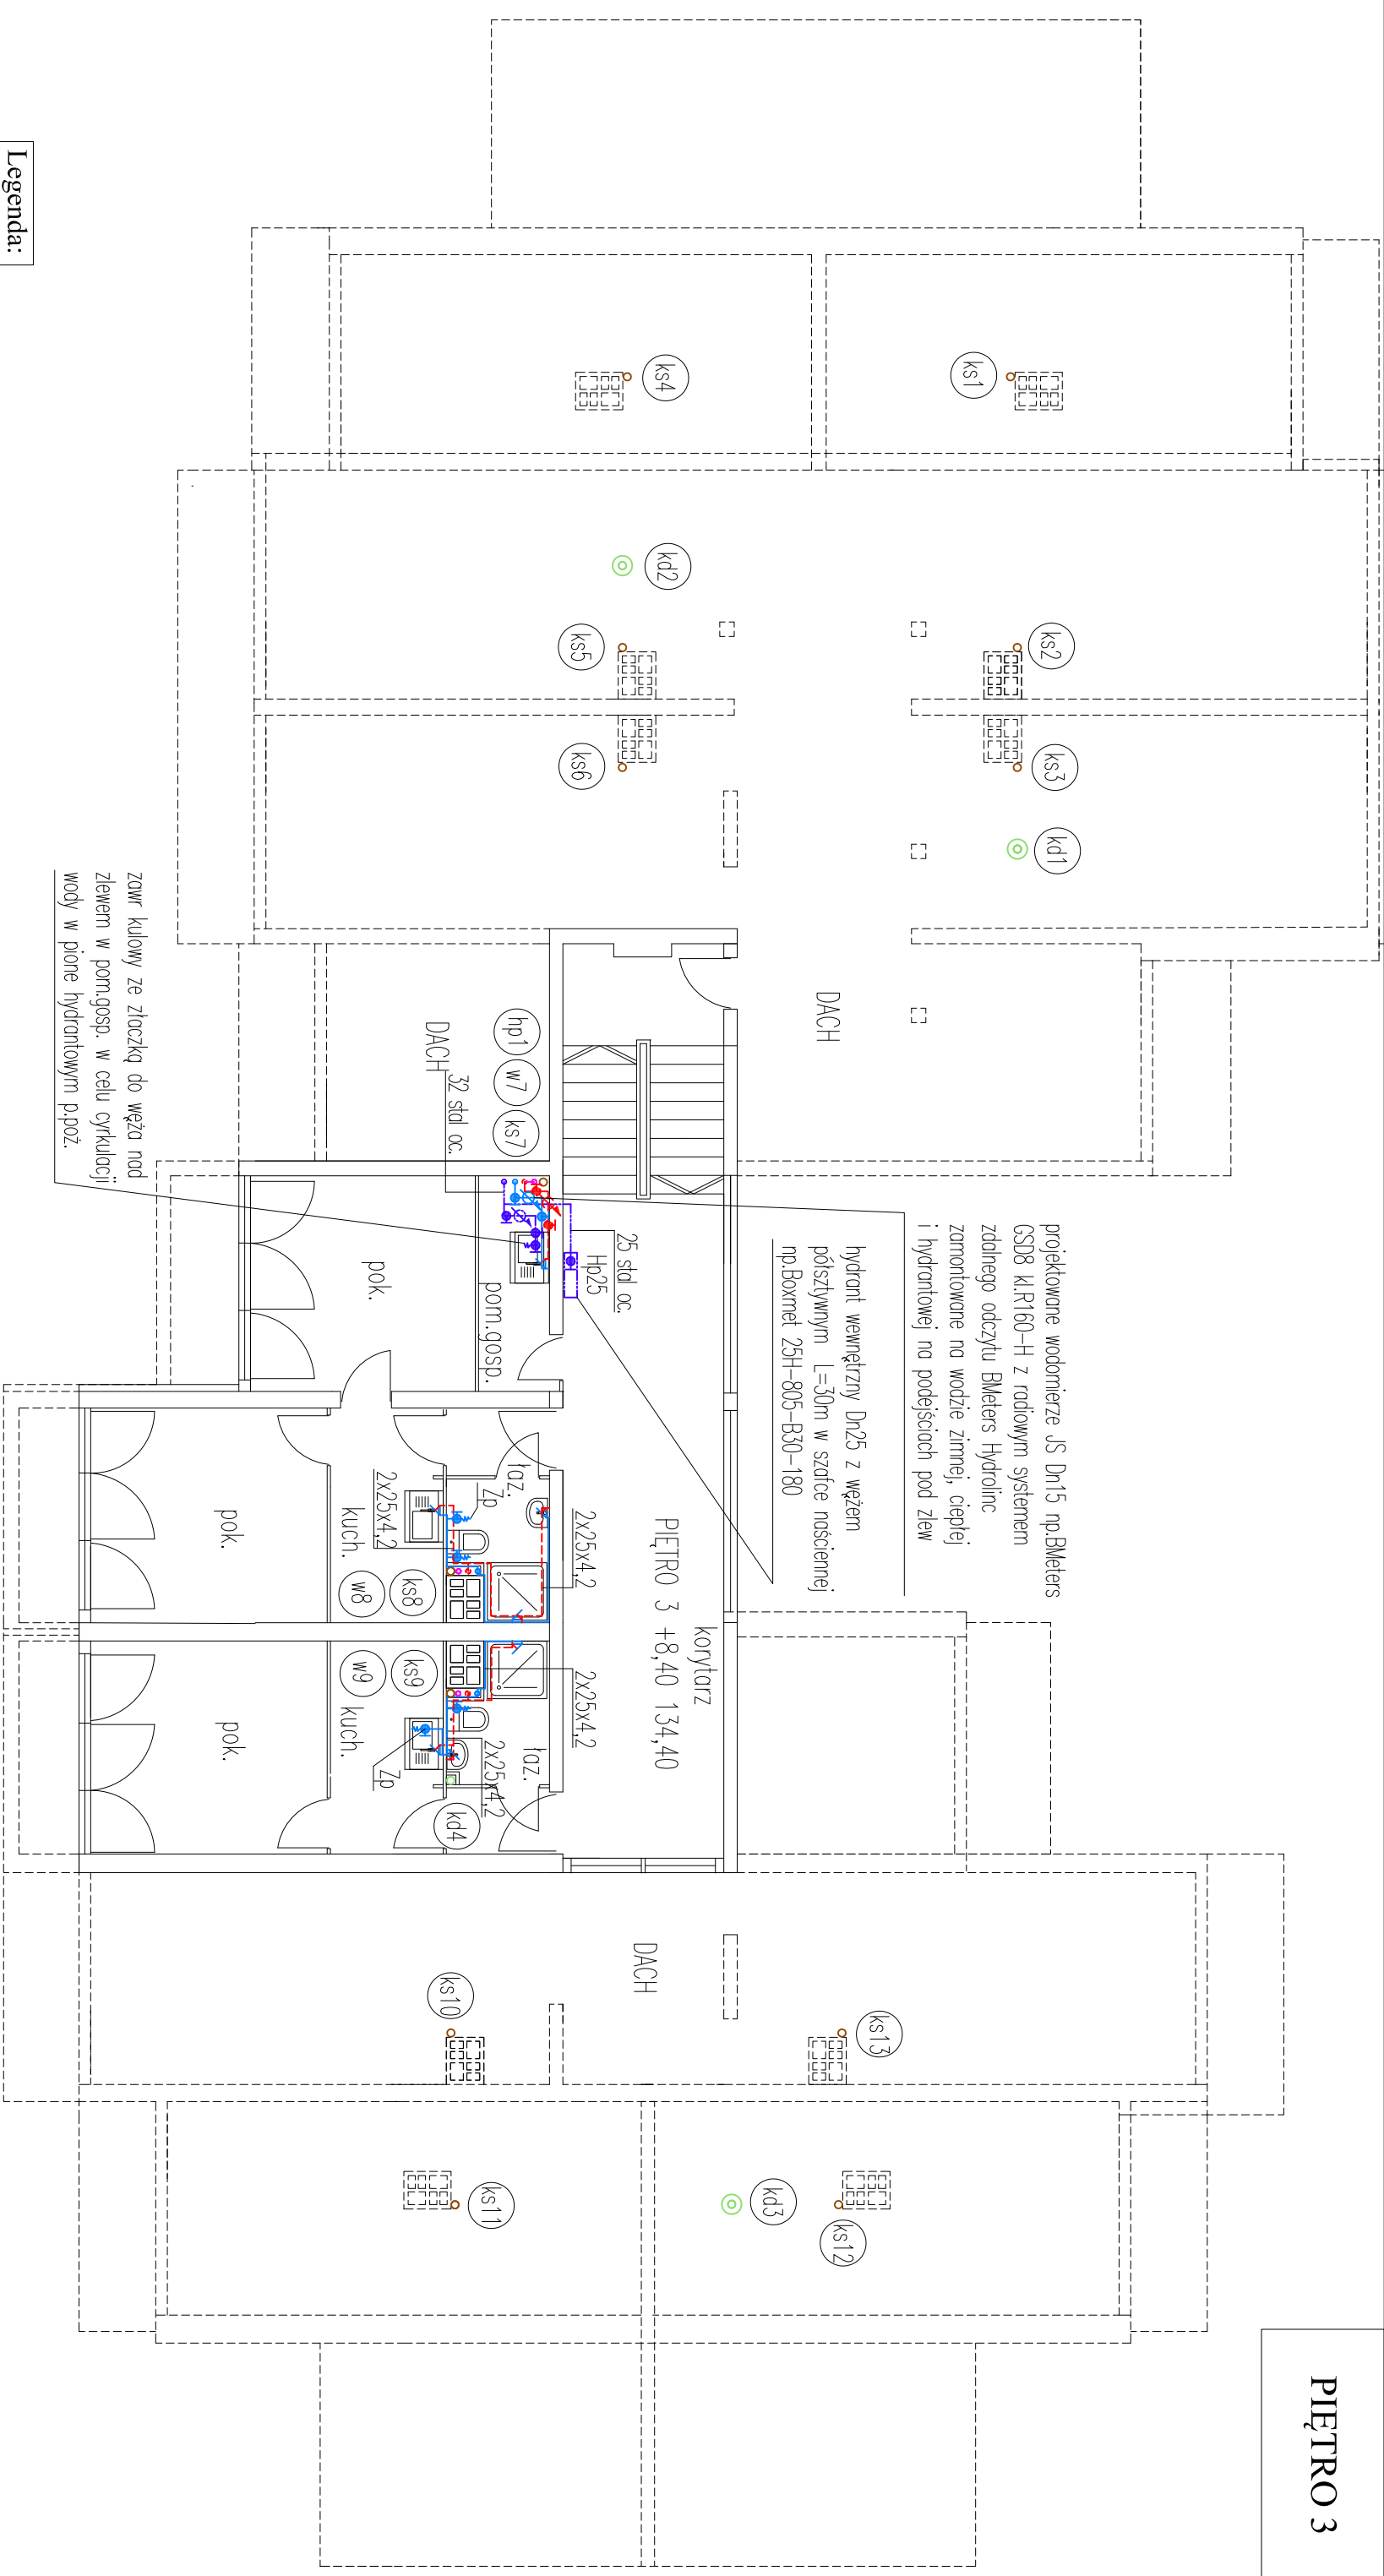 PIĘTRO 3
projektowane wodomierze JS Dn15 np.BMeters
GSD8 kl.R160-H z radiowym systemem
zdalnego odczytu BMeters Hydrolinc
zamontowane na wodzie zimnej, ciepłej
i hydrantowej na podejściach pod zlew
hydrant wewnętrzny Dn25 z wężem
półsztywnym L=30m w szafce naściennej
np.Boxmet 25H-805-B30-180
ks1
ks4
kd2
ks5
ks2
ks6
ks3
kd1
DACH
hp1
w7
ks7
DACH
32 stal oc.
25 stal oc.
Hp25
korytarz
PIĘTRO 3 +8,40 134,40
pom.gosp.
pok.
łaz.
Zp
2x25x4,2
2x25x4,2
kuch.
pok.
ks8
w8
ks9
w9
2x25x4,2
łaz.
2x25x4,2
kuch.
Zp
pok.
kd4
DACH
ks10
ks13
ks11
kd3
ks12
zawr kulowy ze złaczką do węża nad
zlewem w pom.gosp. w celu cyrkulacji
wody w pione hydrantowym p.poż.
Legenda: